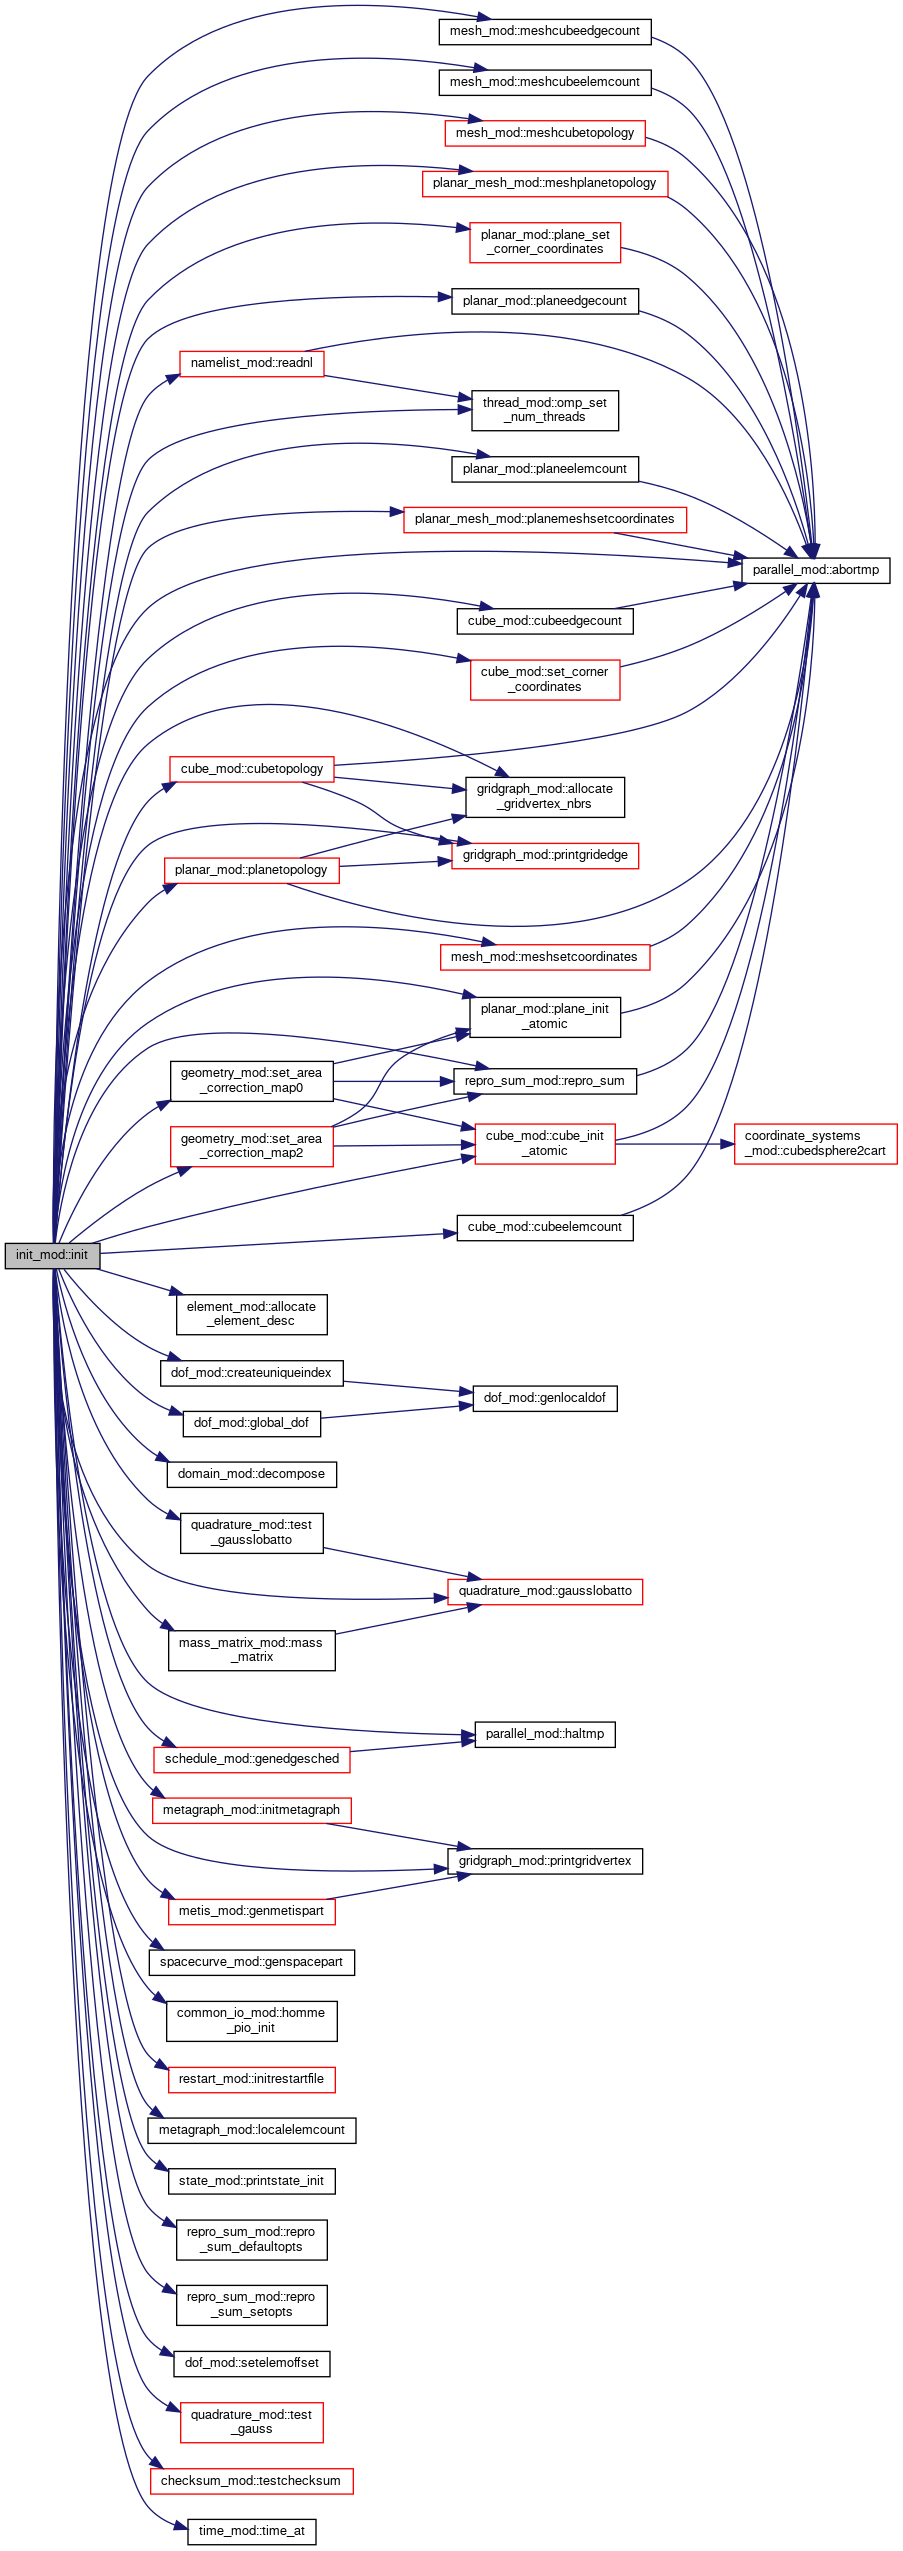 mesh_mod::meshcubeedgecount
mesh_mod::meshcubeelemcount
mesh_mod::meshcubetopology
planar_mesh_mod::meshplanetopology
planar_mod::plane_set
_corner_coordinates
planar_mod::planeedgecount
namelist_mod::readnl
thread_mod::omp_set
_num_threads
planar_mod::planeelemcount
planar_mesh_mod::planemeshsetcoordinates
parallel_mod::abortmp
cube_mod::cubeedgecount
cube_mod::set_corner
_coordinates
cube_mod::cubetopology
gridgraph_mod::allocate
_gridvertex_nbrs
gridgraph_mod::printgridedge
planar_mod::planetopology
mesh_mod::meshsetcoordinates
planar_mod::plane_init
_atomic
geometry_mod::set_area
_correction_map0
repro_sum_mod::repro_sum
geometry_mod::set_area
_correction_map2
cube_mod::cube_init
_atomic
coordinate_systems
_mod::cubedsphere2cart
cube_mod::cubeelemcount
init_mod::init
element_mod::allocate
_element_desc
dof_mod::createuniqueindex
dof_mod::genlocaldof
dof_mod::global_dof
domain_mod::decompose
quadrature_mod::test
_gausslobatto
quadrature_mod::gausslobatto
mass_matrix_mod::mass
_matrix
parallel_mod::haltmp
schedule_mod::genedgesched
metagraph_mod::initmetagraph
gridgraph_mod::printgridvertex
metis_mod::genmetispart
spacecurve_mod::genspacepart
common_io_mod::homme
_pio_init
restart_mod::initrestartfile
metagraph_mod::localelemcount
state_mod::printstate_init
repro_sum_mod::repro
_sum_defaultopts
repro_sum_mod::repro
_sum_setopts
dof_mod::setelemoffset
quadrature_mod::test
_gauss
checksum_mod::testchecksum
time_mod::time_at